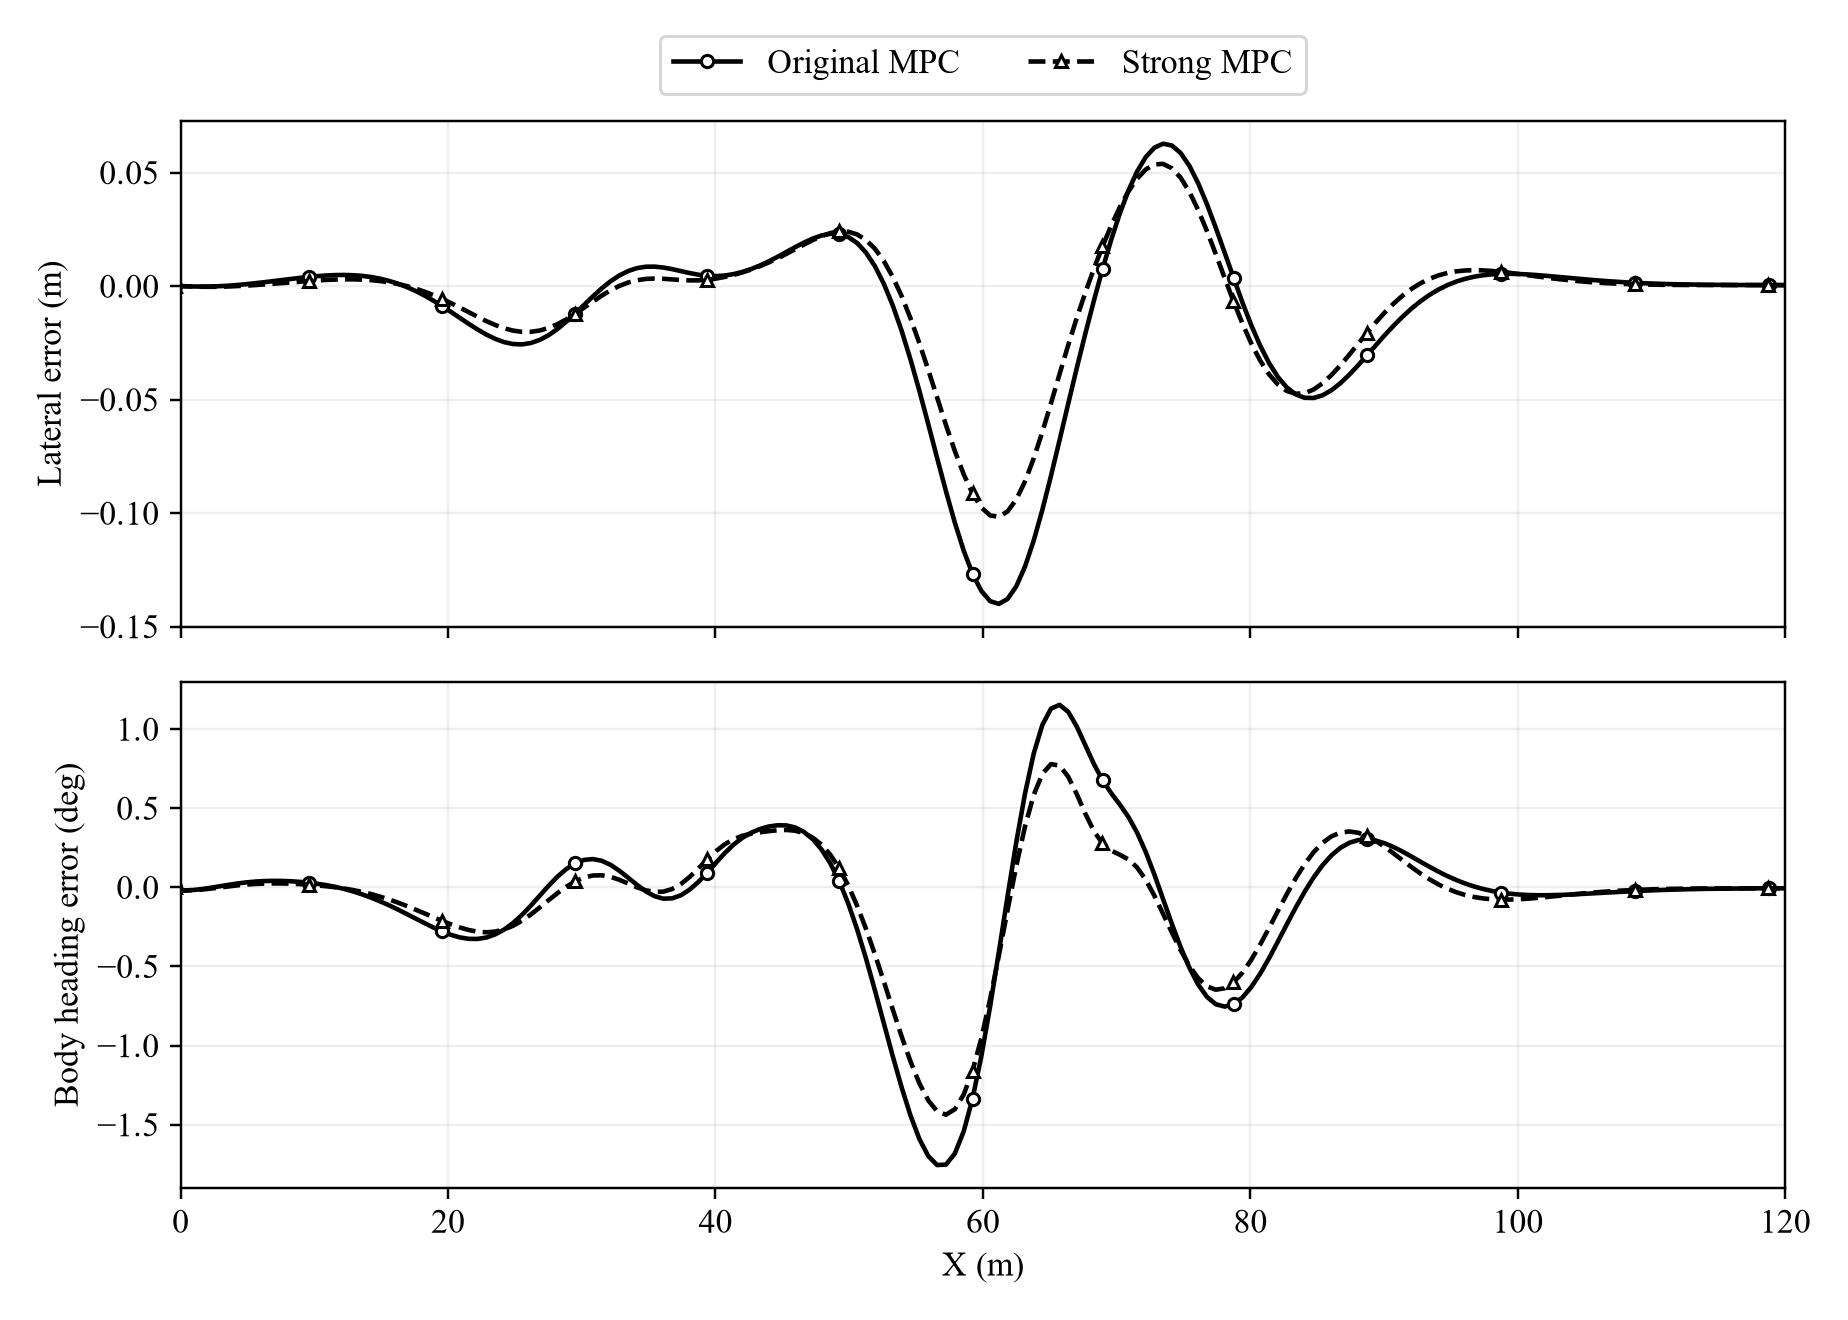 Original MPC Strong MPC
Lateral error (m)
0.05
0.00
−0.05
−0.10
−0.15
Body heading error (deg)
1.0
0.5
0.0
−0.5
−1.0
−1.5
0 20 40 60 80 100 120
X (m)